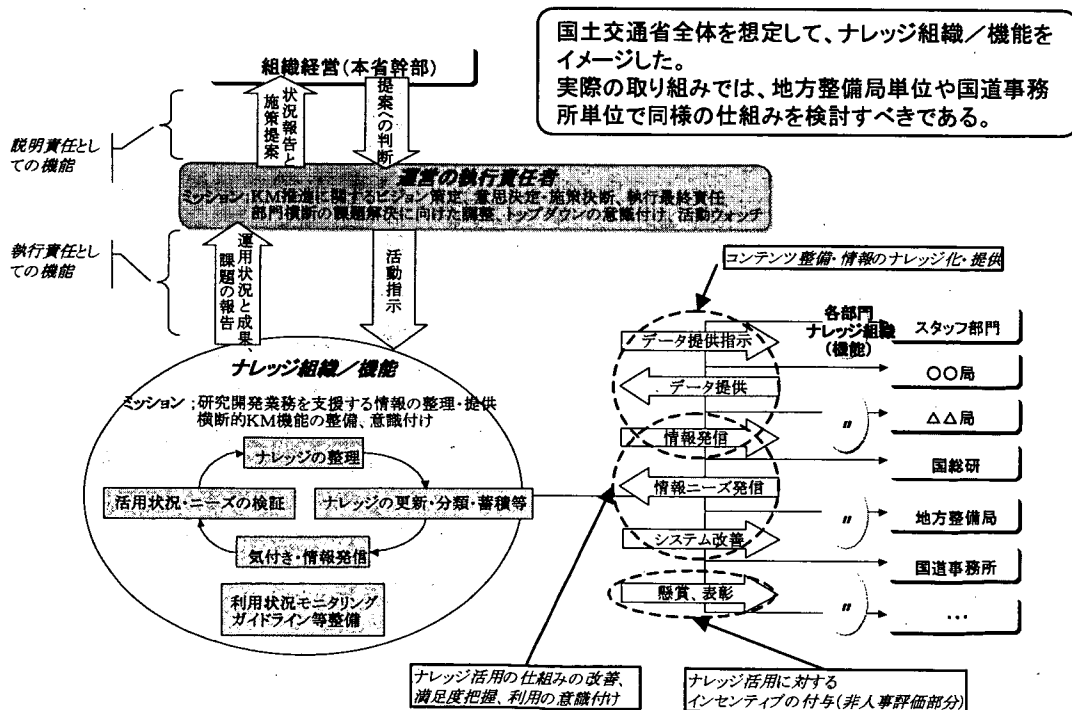 国土交通省全体を想定して、ナレッジ組織／機能を
イメージした。
実際の取り組みでは、地方整備局単位や国道事務
所単位で同様の仕組みを検討すべきである。
組織経営(本省幹部)
状況報告と
施策提案
提案への判断
説明責任とし
ての機能
運営の執行責任者
ミッション;KM推進に関するビジョン策定、意思決定・施策決断、執行最終責任
部門横断の課題解決に向けた調整、トップダウンの意識付け、活動ウォッチ
執行責任とし
ての機能
運用状況と成果、
課題の報告
活動指示
ナレッジ組織／機能
ミッション;研究開発業務を支援する情報の整理・提供
横断的KM機能の整備、意識付け
ナレッジの整理
活用状況・ニーズの検証
ナレッジの更新・分類・蓄積等
気付き・情報発信
利用状況モニタリング
ガイドライン等整備
コンテンツ整備・情報のナレッジ化・提供
データ提供指示
データ提供
情報発信
情報ニーズ発信
システム改善
懸賞、表彰
各部門
ナレッジ組織
(機能)
〃
〃
〃
スタッフ部門
○○局
△△局
国総研
地方整備局
国道事務所
…
ナレッジ活用の仕組みの改善、
満足度把握、利用の意識付け
ナレッジ活用に対する
インセンティブの付与(非人事評価部分)